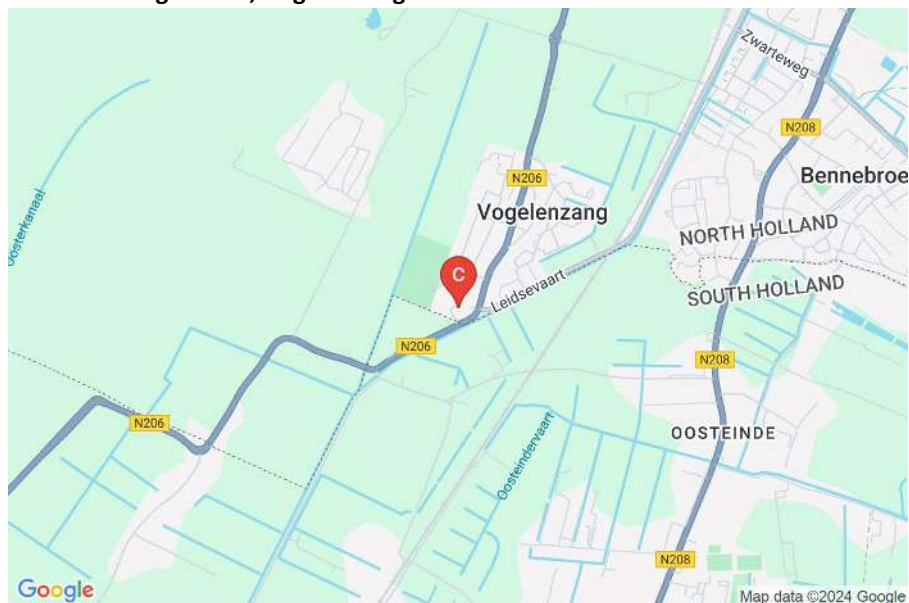 Zwarteweg
N208
N206
Bennebroe
Vogelenzang
Oosterkanaal
NORTH HOLLAND
C
SOUTH HOLLAND
Leidsevaart
N206
N208
N206
OOSTEINDE
Oosteindervaart
N208
Google
Map data ©2024 Google